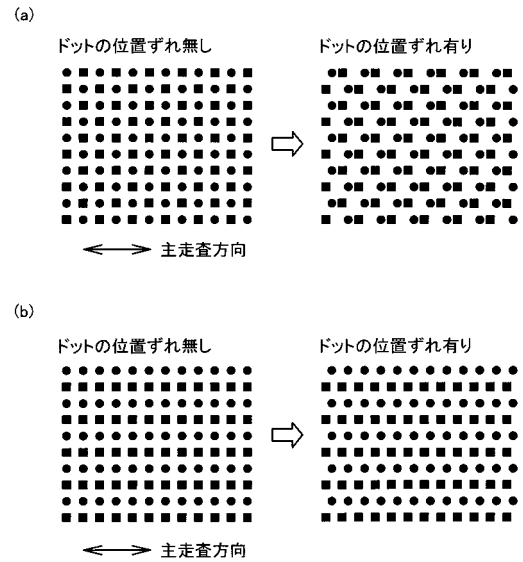 (a)
ドットの位置ずれ無し
ドットの位置ずれ有り
主走査方向
(b)
ドットの位置ずれ無し
ドットの位置ずれ有り
主走査方向